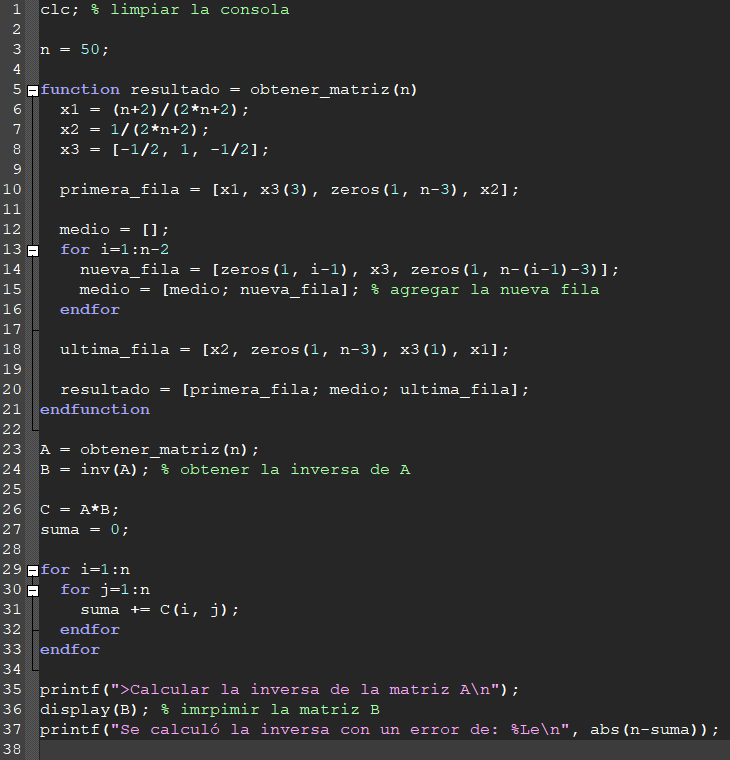 1 clc; % limpiar la consola
2
3 n = 50;
4
5 function resultado = obtener_matriz(n)
6   x1 = (n+2)/(2*n+2);
7   x2 = 1/(2*n+2);
8   x3 = [-1/2, 1, -1/2];
9
10   primera_fila = [x1, x3(3), zeros(1, n-3), x2];
11
12   medio = [];
13   for i=1:n-2
14     nueva_fila = [zeros(1, i-1), x3, zeros(1, n-(i-1)-3)];
15     medio = [medio; nueva_fila]; % agregar la nueva fila
16   endfor
17
18   ultima_fila = [x2, zeros(1, n-3), x3(1), x1];
19
20   resultado = [primera_fila; medio; ultima_fila];
21 endfunction
22
23 A = obtener_matriz(n);
24 B = inv(A); % obtener la inversa de A
25
26 C = A*B;
27 suma = 0;
28
29 for i=1:n
30   for j=1:n
31     suma += C(i, j);
32   endfor
33 endfor
34
35 printf(">Calcular la inversa de la matriz A\n");
36 display(B); % imrpimir la matriz B
37 printf("Se calculó la inversa con un error de: %Le\n", abs(n-suma));
38